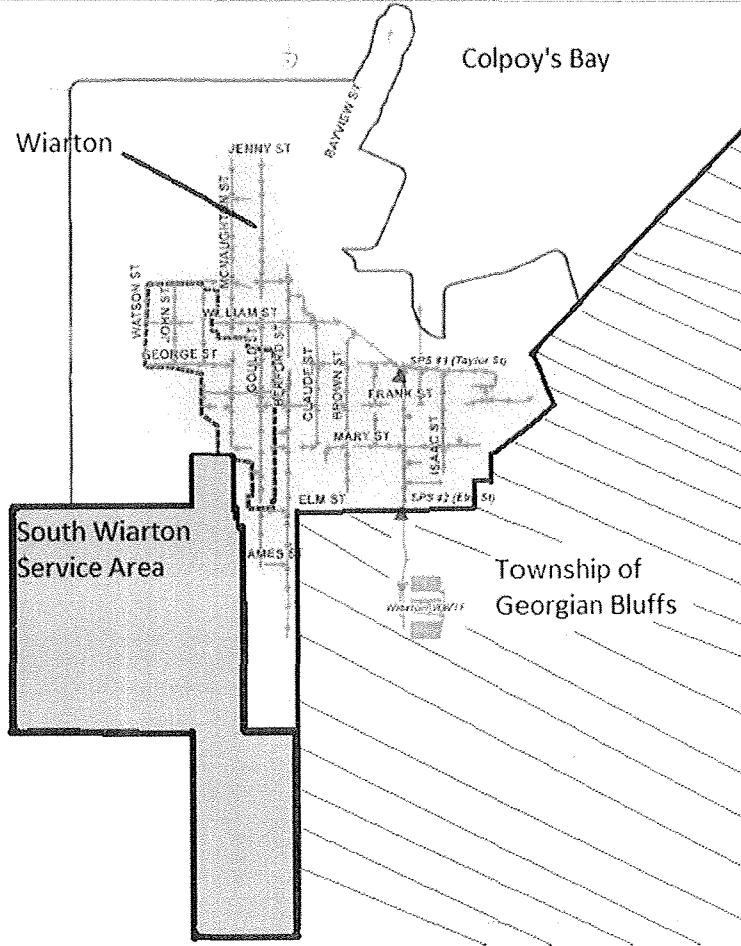 Colpoy's Bay
BAYVIEW ST
Wiarton
JENNY ST
MCNAUGHTON ST
WATSON ST
JOHN ST
WILLIAM ST
GEORGE ST
GOULD ST
BERFORD ST
CLAUDE ST
BROWN ST
SPS #1 (Taylor St)
FRANK ST
MARY ST
ISAAC ST
ELM ST
SPS #2 (Elm St)
South Wiarton
Service Area
AMES ST
Township of
Georgian Bluffs
Wiarton WWTF